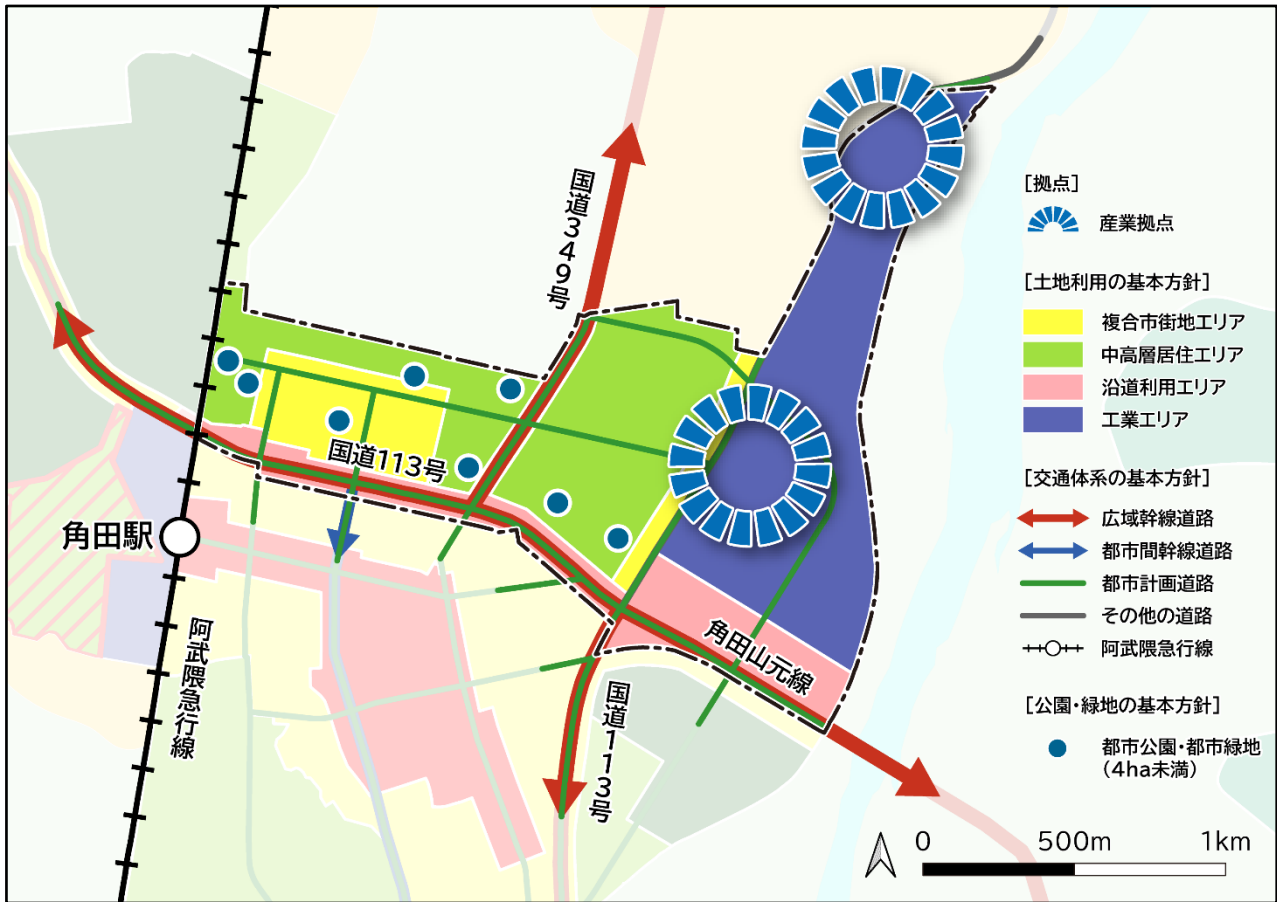 国道349号
国道113号
角田駅
阿武隈急行線
角田山元線
国道113号
[拠点]
産業拠点
[土地利用の基本方針]
複合市街地エリア
中高層居住エリア
沿道利用エリア
工業エリア
[交通体系の基本方針]
広域幹線道路
都市間幹線道路
都市計画道路
その他の道路
阿武隈急行線
[公園・緑地の基本方針]
都市公園・都市緑地
(4ha未満)
0 500m 1km